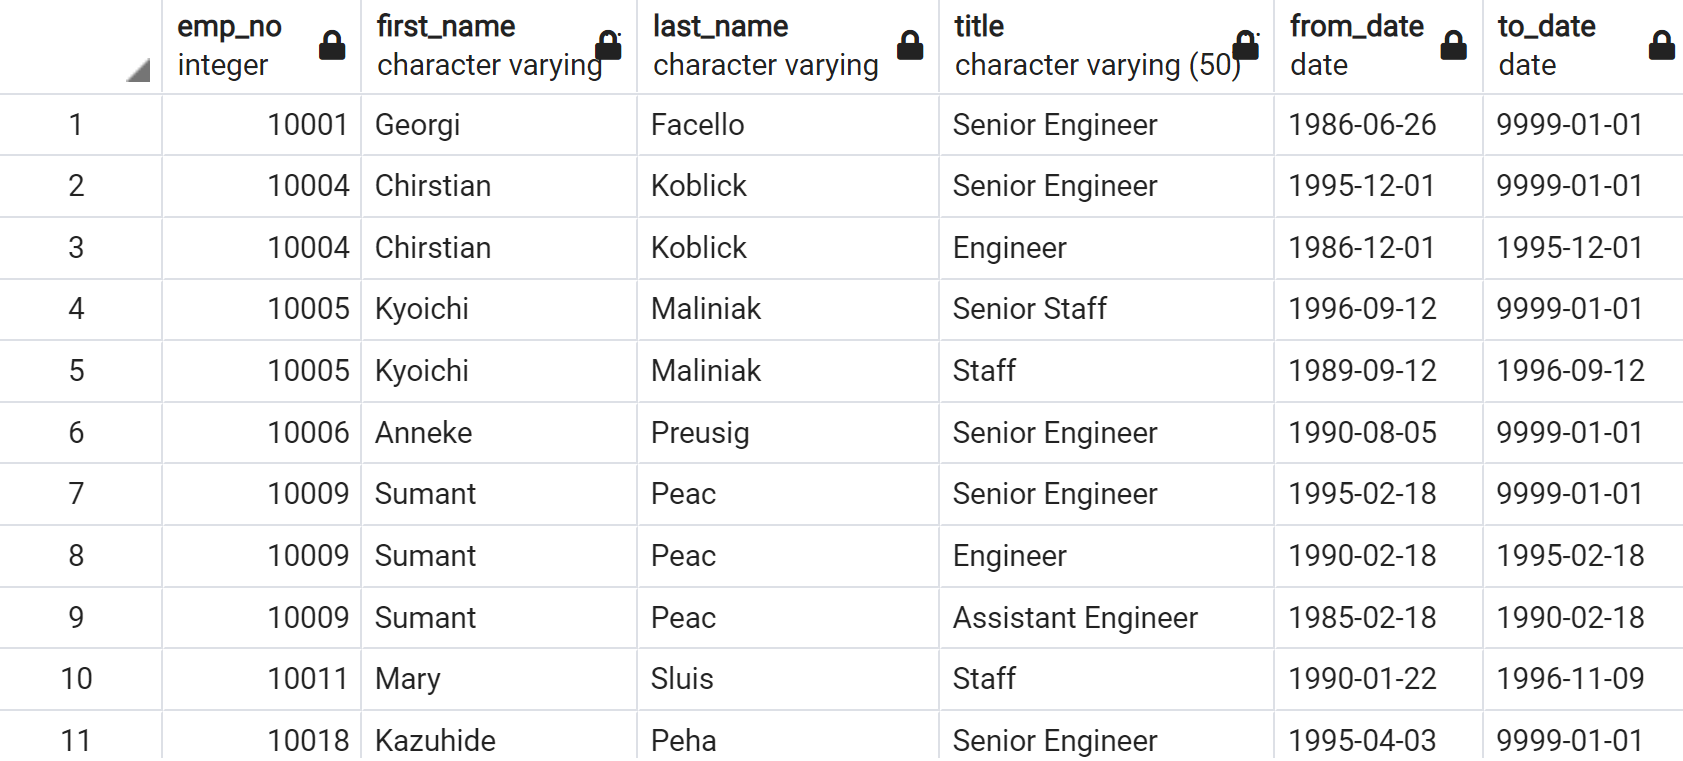 emp_no first_name last_name title from_date to_date
integer character varying character varying character varying (50) date date
1 10001 Georgi Facello Senior Engineer 1986-06-26 9999-01-01
2 10004 Chirstian Koblick Senior Engineer 1995-12-01 9999-01-01
3 10004 Chirstian Koblick Engineer 1986-12-01 1995-12-01
4 10005 Kyoichi Maliniak Senior Staff 1996-09-12 9999-01-01
5 10005 Kyoichi Maliniak Staff 1989-09-12 1996-09-12
6 10006 Anneke Preusig Senior Engineer 1990-08-05 9999-01-01
7 10009 Sumant Peac Senior Engineer 1995-02-18 9999-01-01
8 10009 Sumant Peac Engineer 1990-02-18 1995-02-18
9 10009 Sumant Peac Assistant Engineer 1985-02-18 1990-02-18
10 10011 Mary Sluis Staff 1990-01-22 1996-11-09
11 10018 Kazuhide Peha Senior Engineer 1995-04-03 9999-01-01